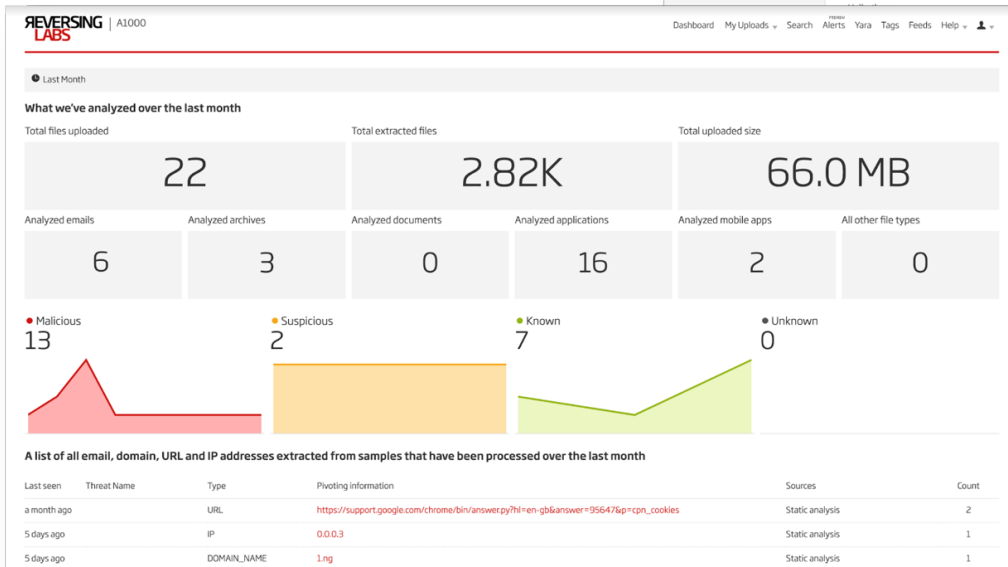 REVERSING LABS A1000
Dashboard My Uploads Search Alerts Yara Tags Feeds Help
Last Month
What we've analyzed over the last month
Total files uploaded Total extracted files Total uploaded size
22 2.82K 66.0 MB
Analyzed emails Analyzed archives Analyzed documents Analyzed applications Analyzed mobile apps All other file types
6 3 0 16 2 0
Malicious Suspicious Known Unknown
13 2 7 0
A list of all email, domain, URL and IP addresses extracted from samples that have been processed over the last month
Last seen Threat Name Type Pivoting information Sources Count
a month ago URL https://support.google.com/chrome/bin/answer.py?hl=en-gb&answer=95647&p=cpn_cookies Static analysis 2
5 days ago IP 0.0.0.3 Static analysis 1
5 days ago DOMAIN_NAME 1.ng Static analysis 1